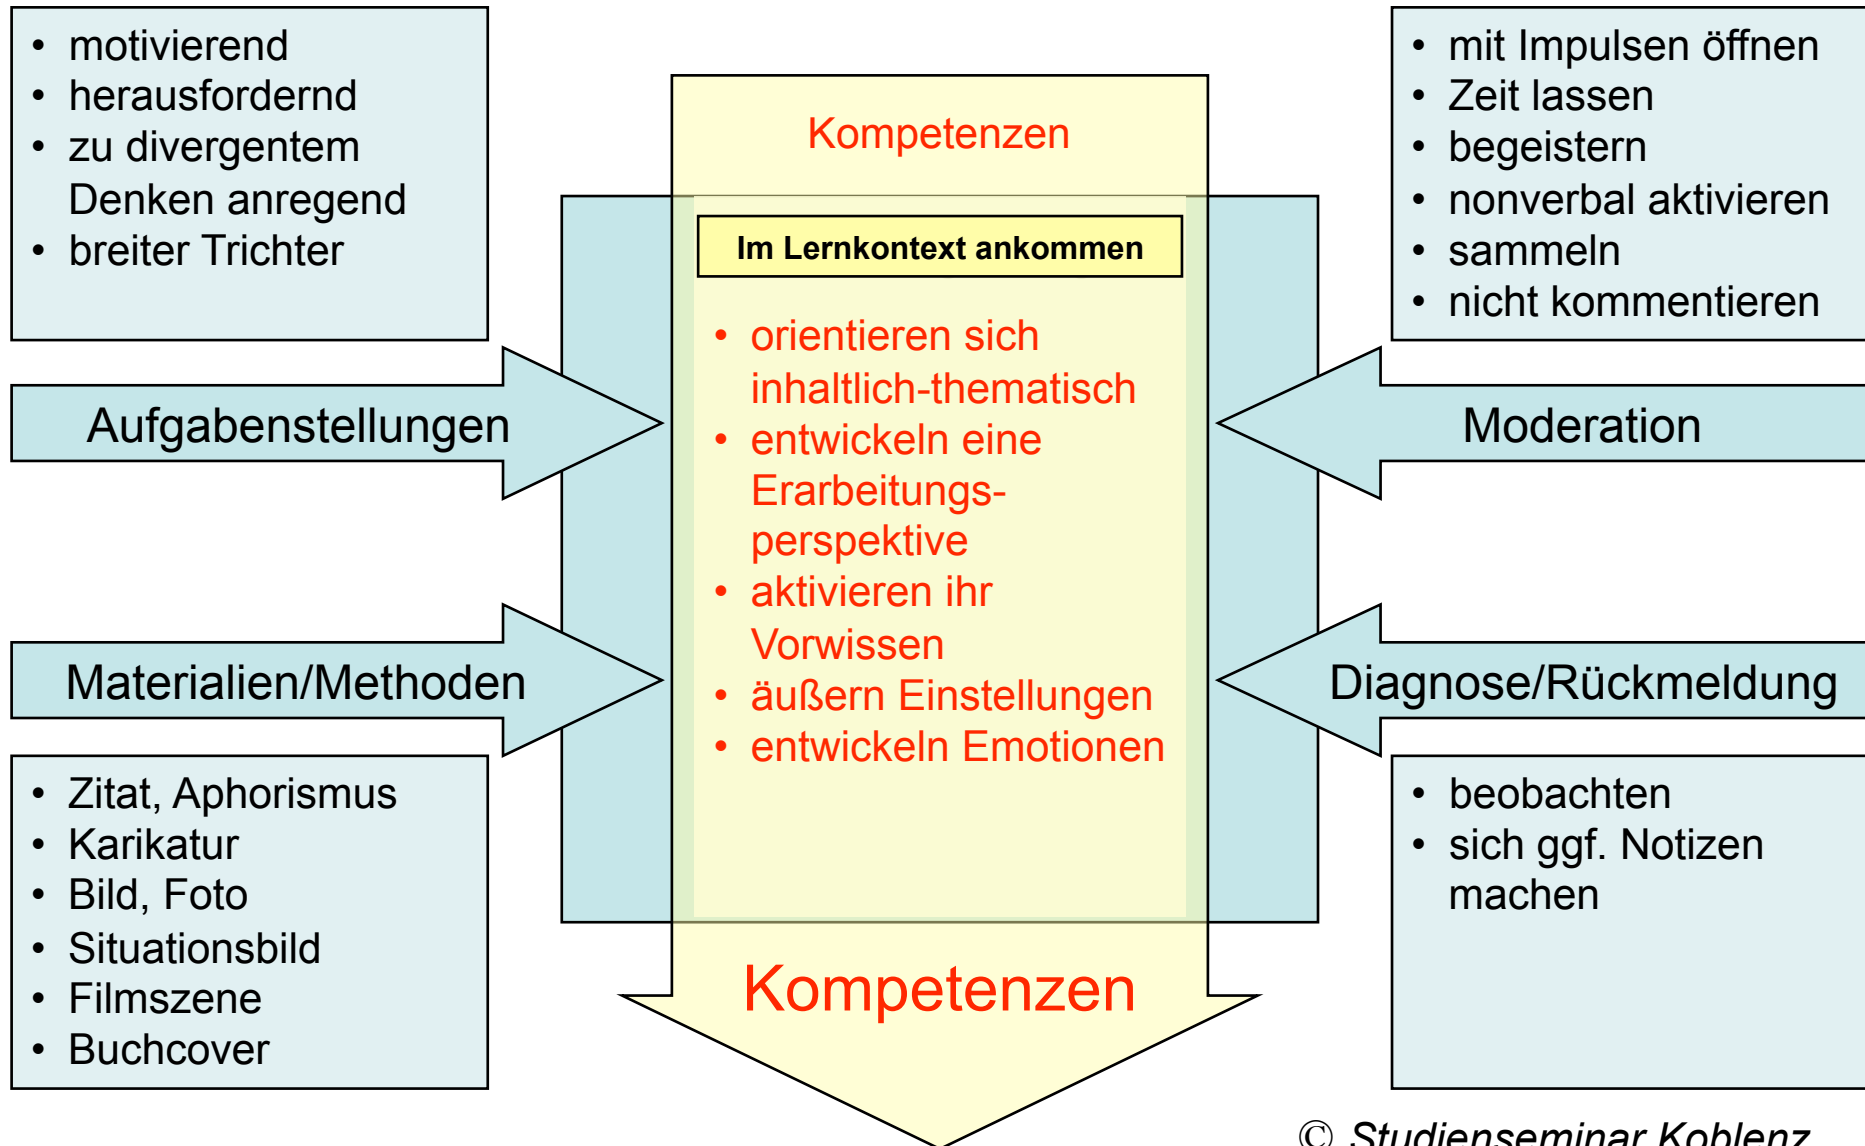 • motivierend
• herausfordernd
• zu divergentem
Denken anregend
• breiter Trichter
Aufgabenstellungen
Materialien/Methoden
• Zitat, Aphorismus
• Karikatur
• Bild, Foto
• Situationsbild
• Filmszene
• Buchcover
Kompetenzen
Im Lernkontext ankommen
• orientieren sich
inhaltlich-thematisch
• entwickeln eine
Erarbeitungs-
perspektive
• aktivieren ihr
Vorwissen
• äußern Einstellungen
• entwickeln Emotionen
Kompetenzen
• mit Impulsen öffnen
• Zeit lassen
• begeistern
• nonverbal aktivieren
• sammeln
• nicht kommentieren
Moderation
Diagnose/Rückmeldung
• beobachten
• sich ggf. Notizen
machen
© Studienseminar Koblenz